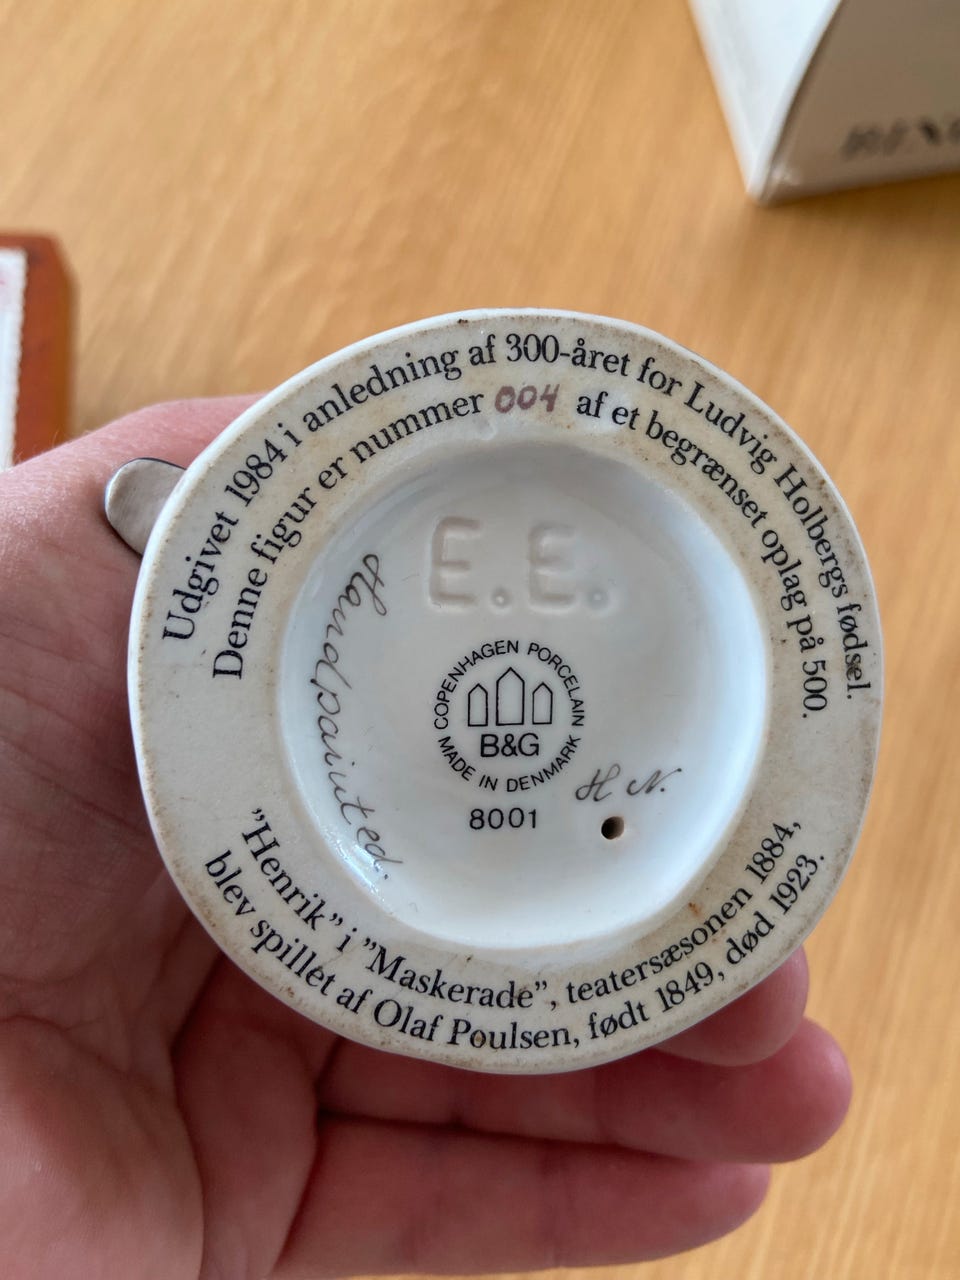 Udgivet 1984 i anledning af 300-året for Ludvig Holbergs fødsel.
Denne figur er nummer 004 af et begrænset oplag på 500.
E.E.
Handpainted.
COPENHAGEN PORCELAIN
B&G
MADE IN DENMARK
8001
H N.
"Henrik" i "Maskerade", teatersæsonen 1884,
blev spillet af Olaf Poulsen, født 1849, død 1923.